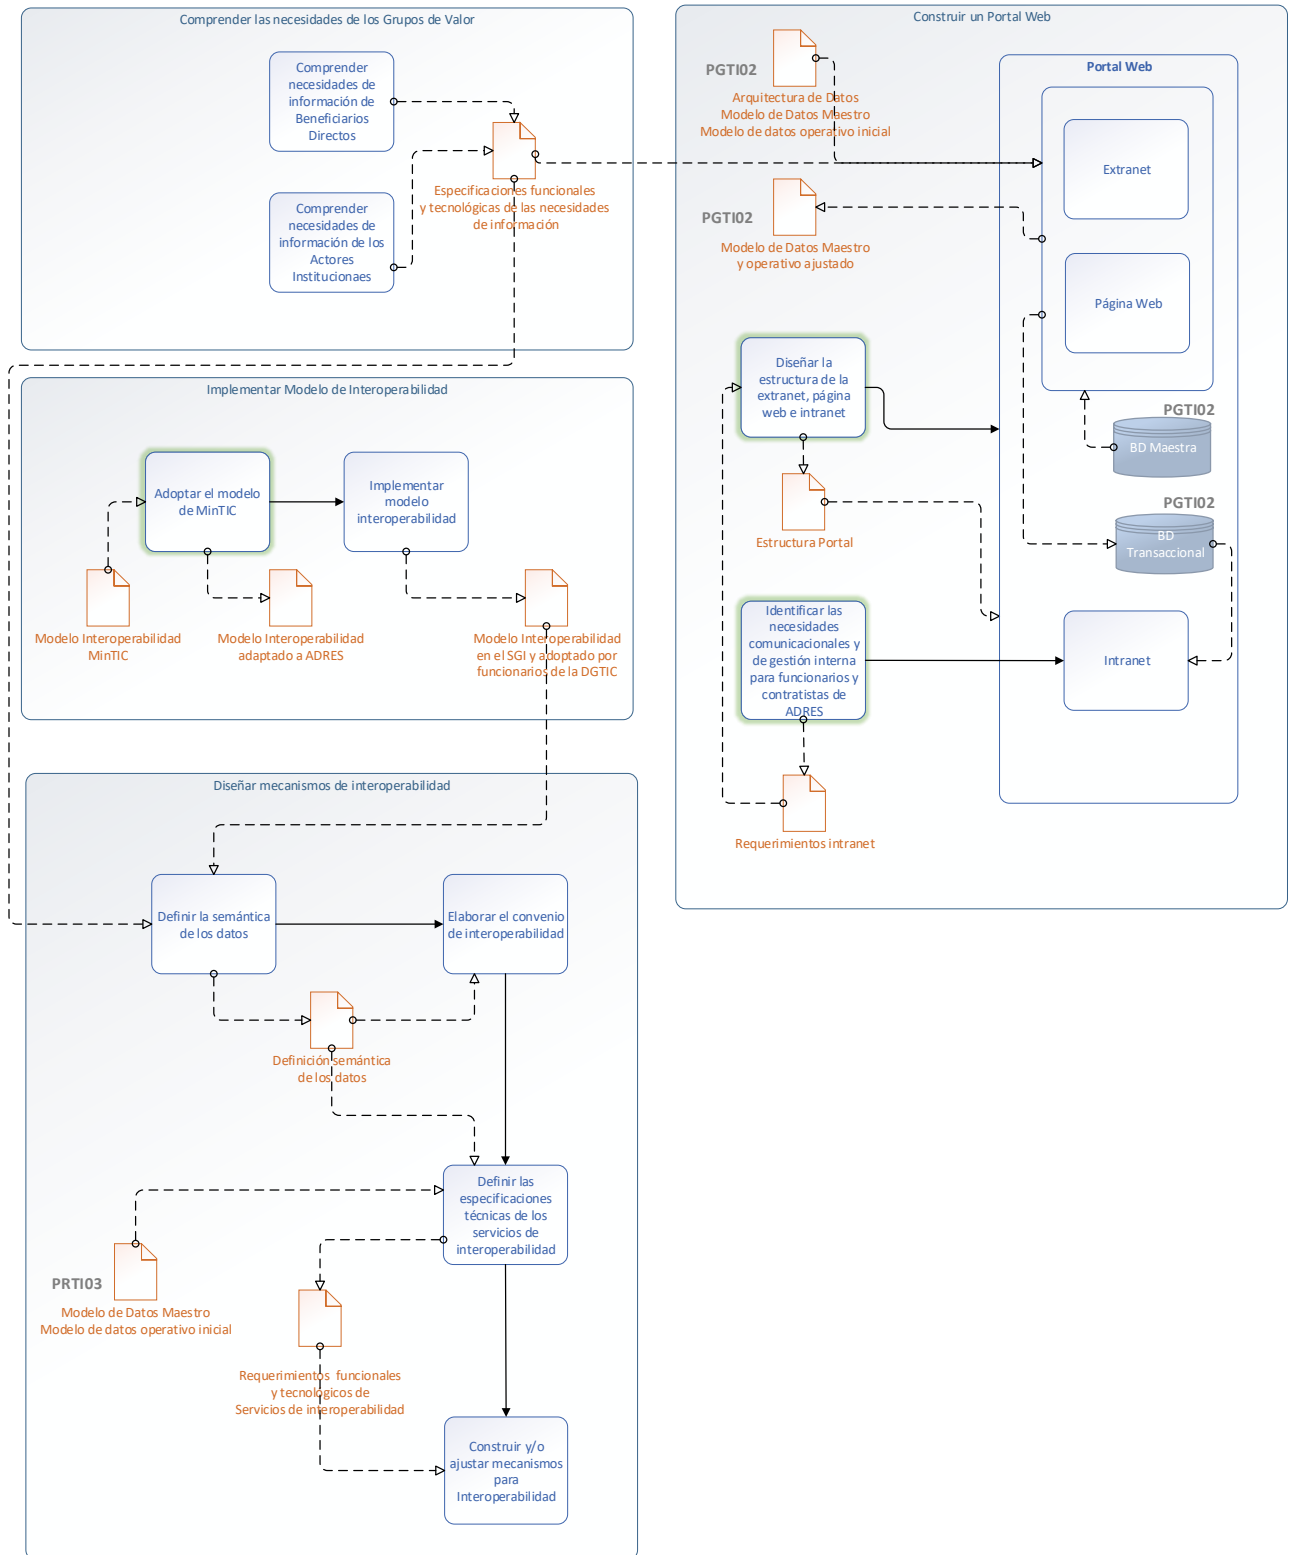 Comprender las necesidades de los Grupos de Valor
Comprender
necesidades de
información de
Beneficiarios
Directos
Especificaciones funcionales
y tecnológicas de las necesidades
de información
Comprender
necesidades de
información de los
Actores
Institucionaes
Implementar Modelo de Interoperabilidad
Adoptar el modelo
de MinTIC
Implementar
modelo
interoperabilidad
Modelo Interoperabilidad
MinTIC
Modelo Interoperabilidad
adaptado a ADRES
Modelo Interoperabilidad
en el SGI y adoptado por
funcionarios de la DGTIC
Diseñar mecanismos de interoperabilidad
Definir la semántica
de los datos
Elaborar el convenio
de interoperabilidad
Definición semántica
de los datos
Definir las
especificaciones
técnicas de los
servicios de
interoperabilidad
PRTI03
Modelo de Datos Maestro
Modelo de datos operativo inicial
Requerimientos funcionales
y tecnologicos de
Servicios de interoperabilidad
Construir y/o
ajustar mecanismos
para
Interoperabilidad
Construir un Portal Web
PGTI02
Arquitectura de Datos
Modelo de Datos Maestro
Modelo de datos operativo inicial
Portal Web
Extranet
PGTI02
Modelo de Datos Maestro
y operativo ajustado
Página Web
Diseñar la
estructura de la
extranet, página
web e intranet
PGTI02
BD Maestra
Estructura Portal
PGTI02
BD
Transaccional
Identificar las
necesidades
comunicacionales y
de gestión interna
para funcionarios y
contratistas de
ADRES
Intranet
Requerimientos intranet